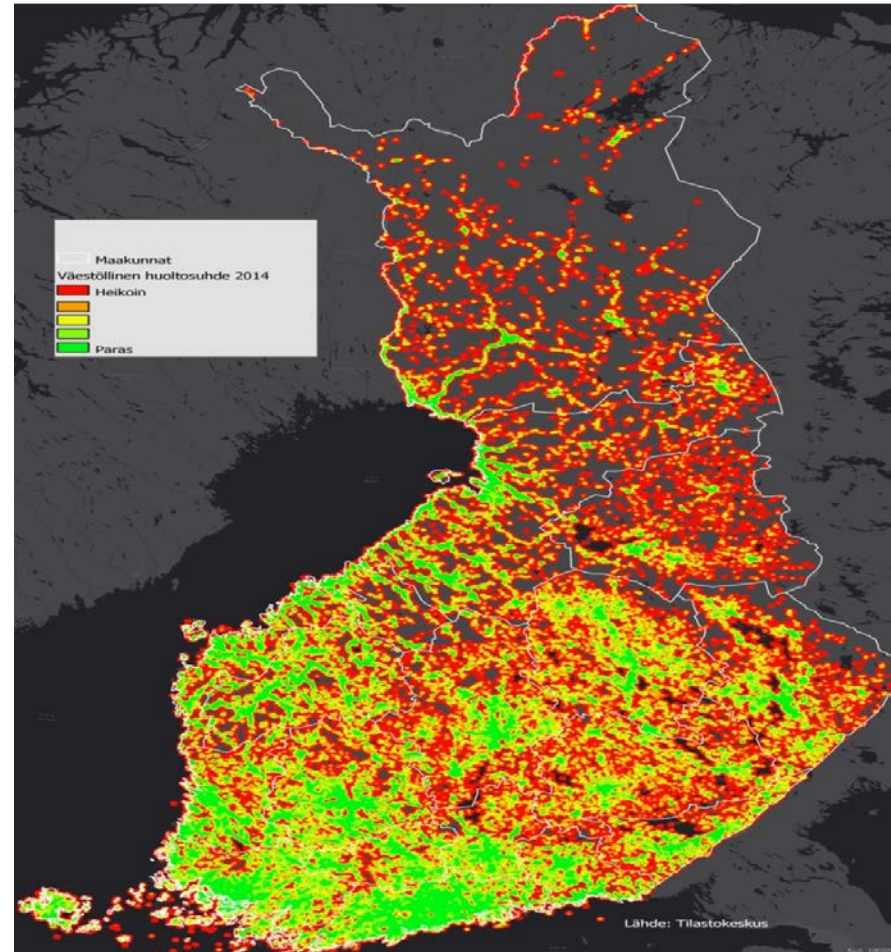 Maakunnat
Väestöllinen huoltosuhde 2014
Heikoin
Paras
Lähde: Tilastokeskus